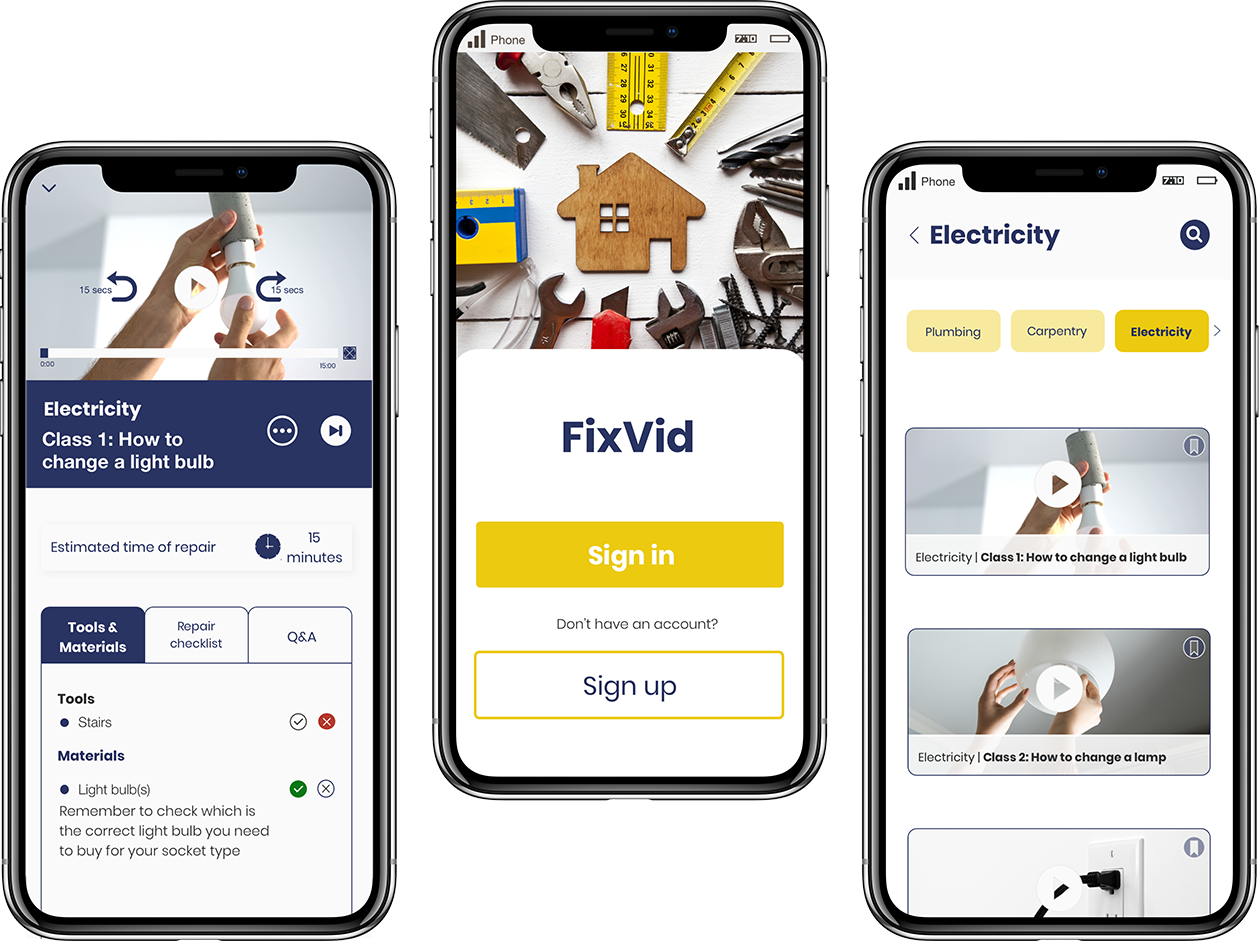 15 secs
15 secs
0:00
15:00
Electricity
Class 1: How to
change a light bulb
Estimated time of repair
15
minutes
Tools &
Materials
Repair
checklist
Q&A
Tools
Stairs
Materials
Light bulb(s)
Remember to check which is
the correct light bulb you need
to buy for your socket type
Phone
7:10
FixVid
Sign in
Don't have an account?
Sign up
Phone
7:10
Electricity
Plumbing
Carpentry
Electricity
Electricity | Class 1: How to change a light bulb
Electricity | Class 2: How to change a lamp